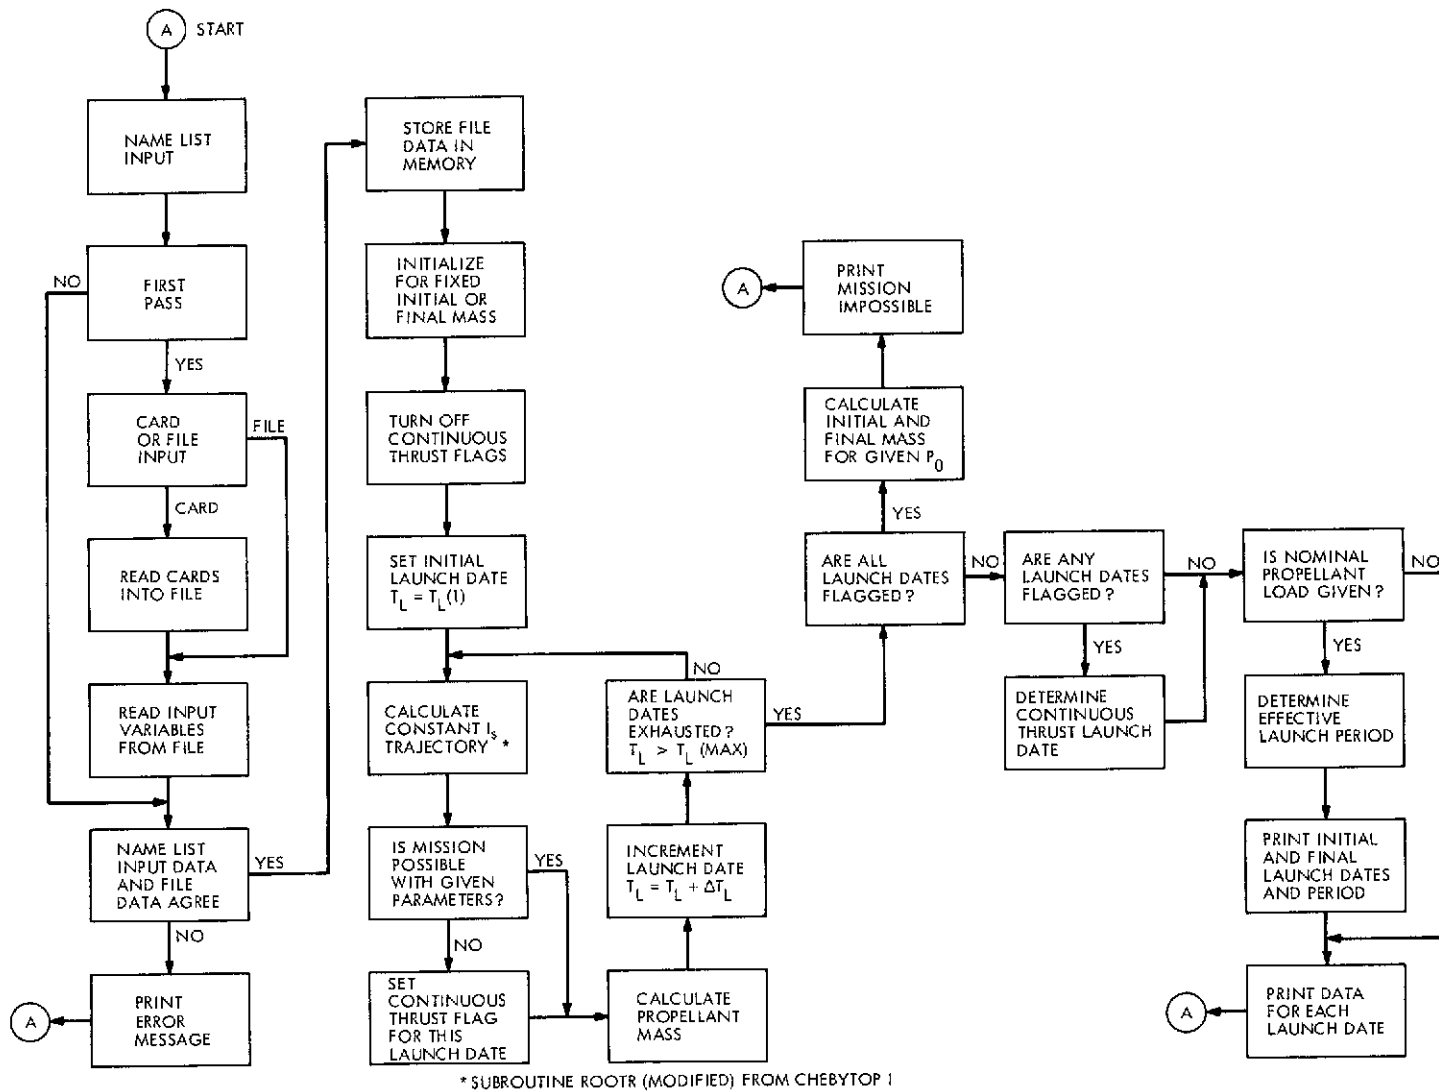 A START
NAME LIST
INPUT
FIRST
PASS
NO
YES
CARD
OR FILE
INPUT
FILE
CARD
READ CARDS
INTO FILE
READ INPUT
VARIABLES
FROM FILE
NAME LIST
INPUT DATA
AND FILE
DATA AGREE
YES
NO
PRINT
ERROR
MESSAGE
A
STORE FILE
DATA IN
MEMORY
INITIALIZE
FOR FIXED
INITIAL OR
FINAL MASS
TURN OFF
CONTINUOUS
THRUST FLAGS
SET INITIAL
LAUNCH DATE
T_L = T_L(1)
CALCULATE
CONSTANT I_s
TRAJECTORY *
IS MISSION
POSSIBLE
WITH GIVEN
PARAMETERS?
YES
NO
SET
CONTINUOUS
THRUST FLAG
FOR THIS
LAUNCH DATE
CALCULATE
PROPELLANT
MASS
INCREMENT
LAUNCH DATE
T_L = T_L + ΔT_L
NO
ARE LAUNCH
DATES
EXHAUSTED?
T_L > T_L (MAX)
YES
A
PRINT
MISSION
IMPOSSIBLE
CALCULATE
INITIAL AND
FINAL MASS
FOR GIVEN P_0
YES
ARE ALL
LAUNCH DATES
FLAGGED?
NO
ARE ANY
LAUNCH DATES
FLAGGED?
NO
YES
DETERMINE
CONTINUOUS
THRUST LAUNCH
DATE
IS NOMINAL
PROPELLANT
LOAD GIVEN?
NO
YES
DETERMINE
EFFECTIVE
LAUNCH PERIOD
PRINT INITIAL
AND FINAL
LAUNCH DATES
AND PERIOD
PRINT DATA
FOR EACH
LAUNCH DATE
A
* SUBROUTINE ROOTR (MODIFIED) FROM CHEBYTOP 1